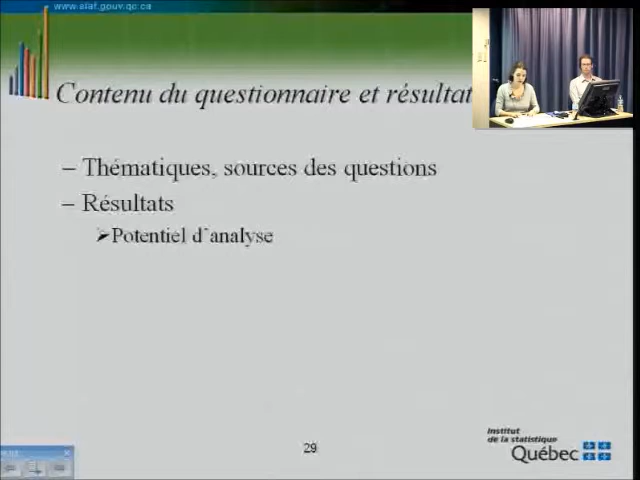 www.stat.gouv.qc.ca
Contenu du questionnaire et résultat
– Thématiques, sources des questions
– Résultats
➢Potentiel d'analyse
29
Institut
de la statistique
Québec